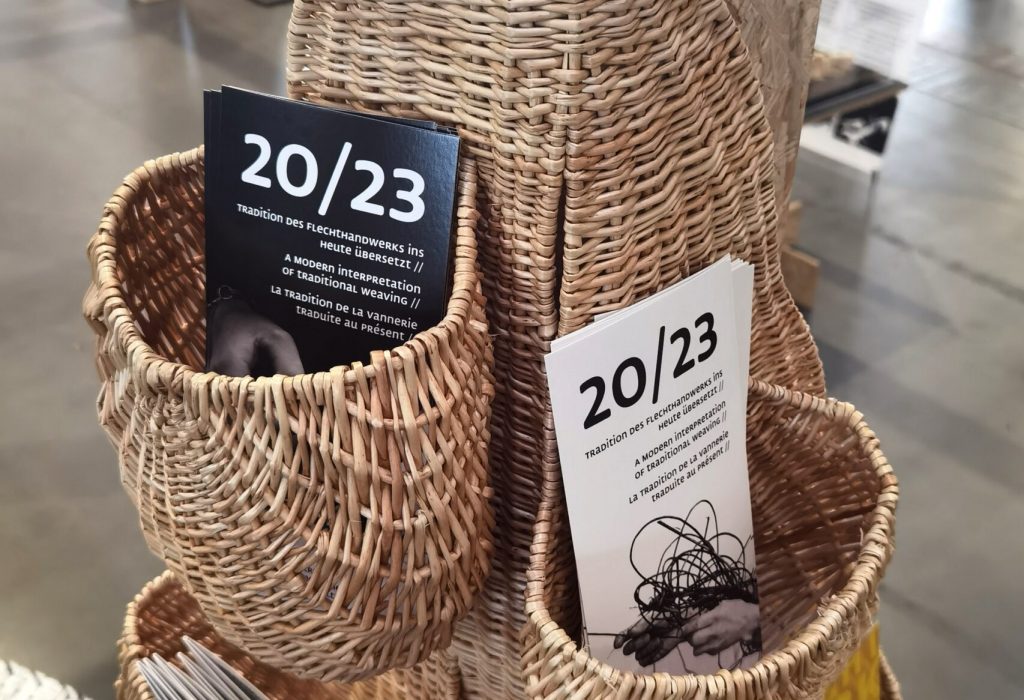 20/23
Tradition des Flechthandwerks ins
Heute übersetzt //
A modern interpretation
of traditional weaving //
La tradition de la vannerie
traduite au présent //
20/23
Tradition des Flechthandwerks ins
Heute übersetzt //
A modern interpretation
of traditional weaving //
La tradition de la vannerie
traduite au présent //